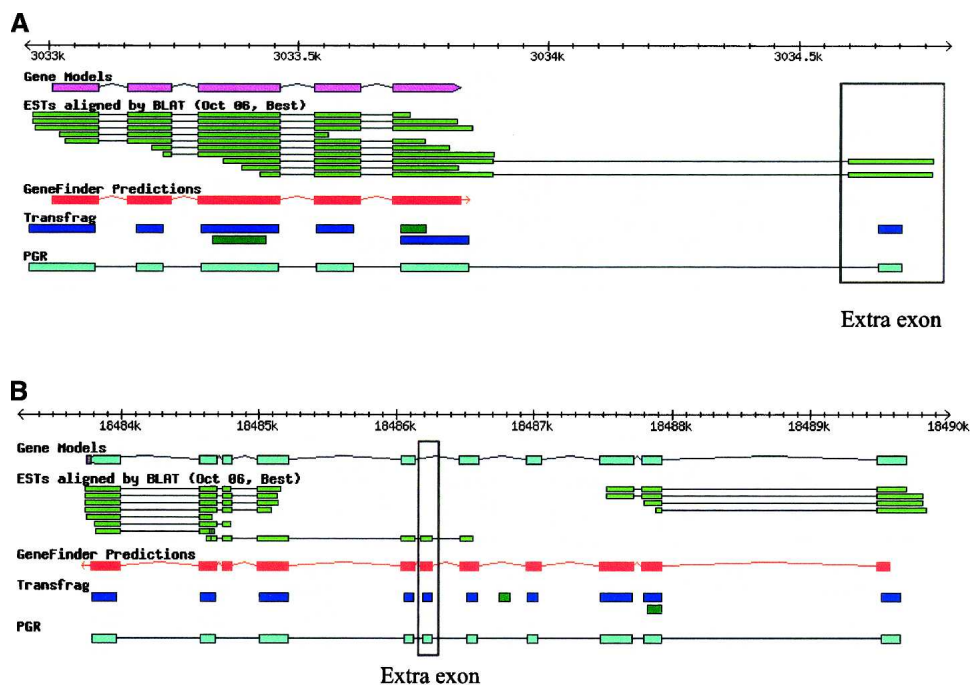 A
3033k 3033.5k 3034k 3034.5k
Gene Models
ESTs aligned by BLAT (Oct 06, Best)
GeneFinder Predictions
Transfrag
PGR
Extra exon
B
18484k 18485k 18486k 18487k 18488k 18489k 18490k
Gene Models
ESTs aligned by BLAT (Oct 06, Best)
GeneFinder Predictions
Transfrag
PGR
Extra exon